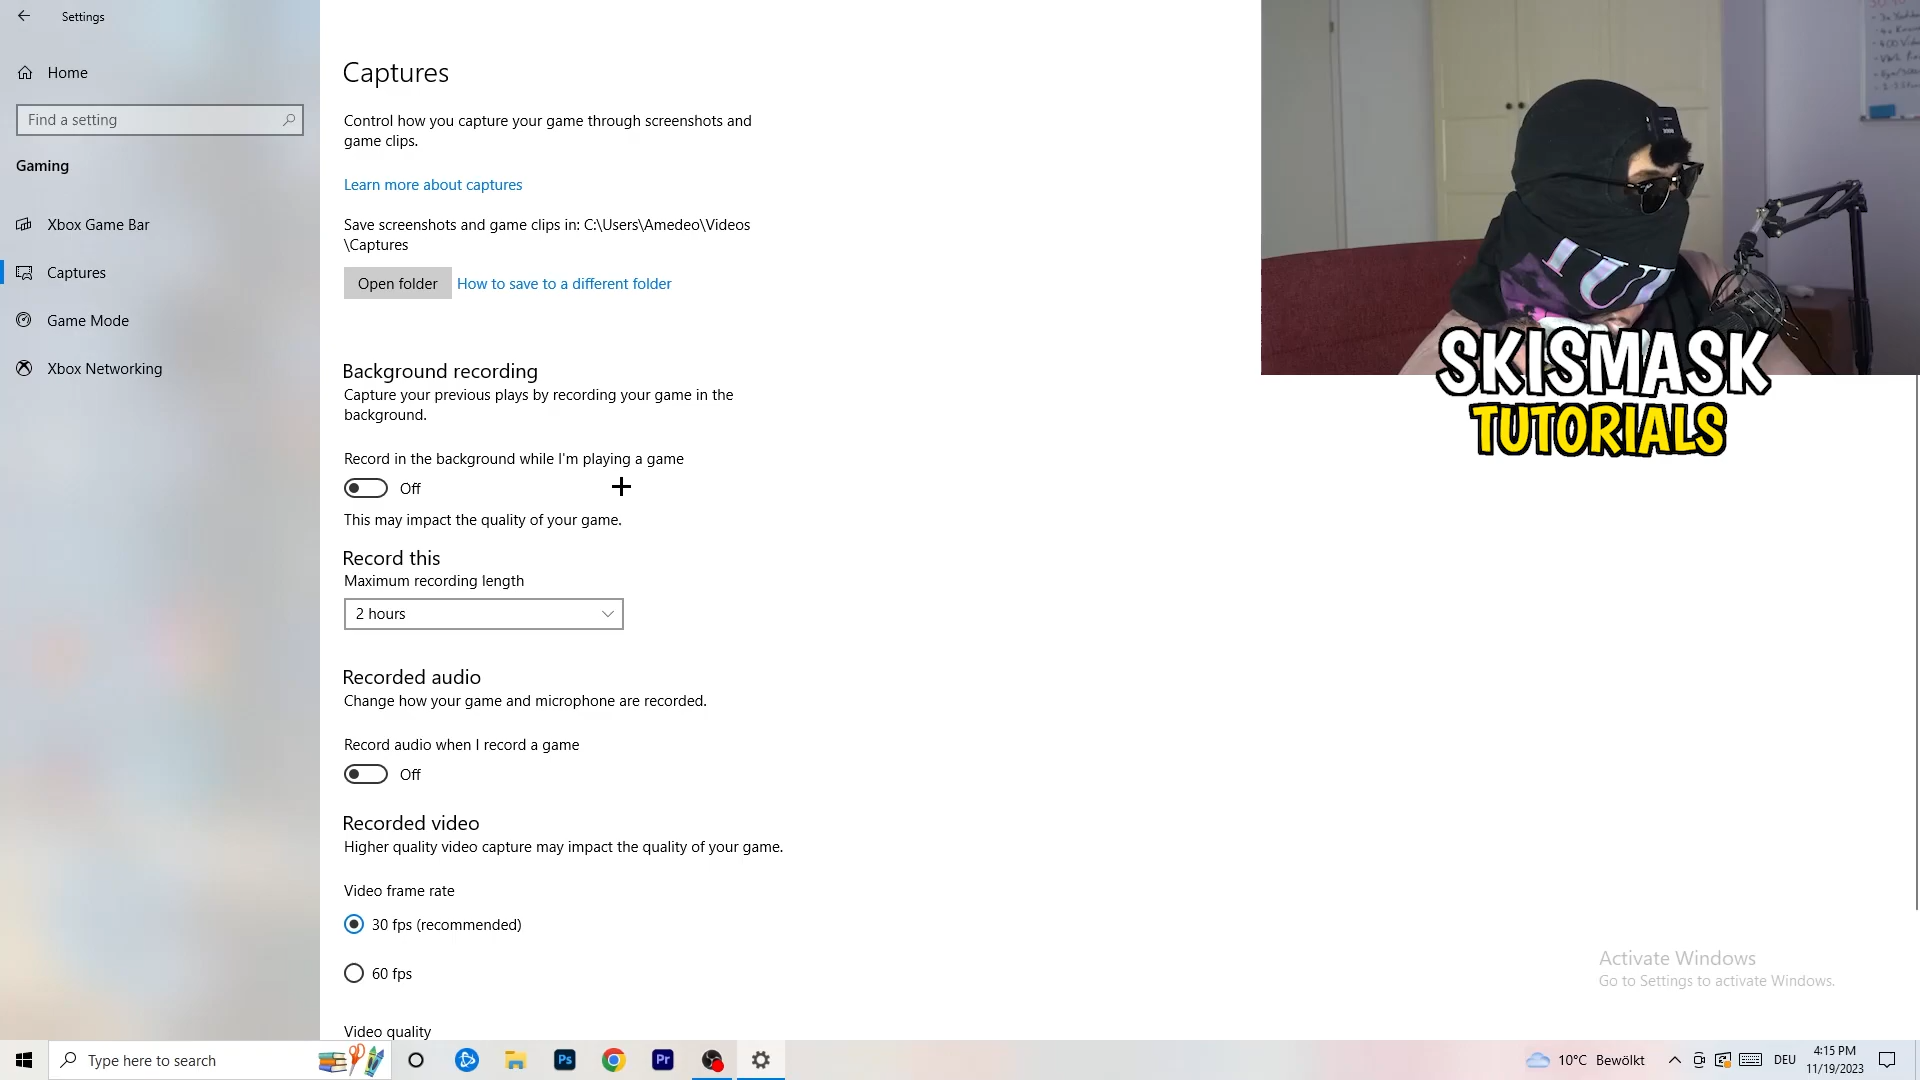 Settings
Home
Find a setting
Gaming
Xbox Game Bar
Captures
Game Mode
Xbox Networking
Captures
Control how you capture your game through screenshots and
game clips.
Learn more about captures
Save screenshots and game clips in: C:\Users\Amedeo\Videos
\Captures
Open folder
How to save to a different folder
Background recording
Capture your previous plays by recording your game in the
background.
Record in the background while I'm playing a game
Off
This may impact the quality of your game.
Record this
Maximum recording length
2 hours
Recorded audio
Change how your game and microphone are recorded.
Record audio when I record a game
Off
Recorded video
Higher quality video capture may impact the quality of your game.
Video frame rate
30 fps (recommended)
60 fps
Video quality
SKISMASK
TUTORIALS
Activate Windows
Go to Settings to activate Windows.
Type here to search
Ps
Pr
10°C Bewölkt
DEU
4:15 PM
11/19/2023